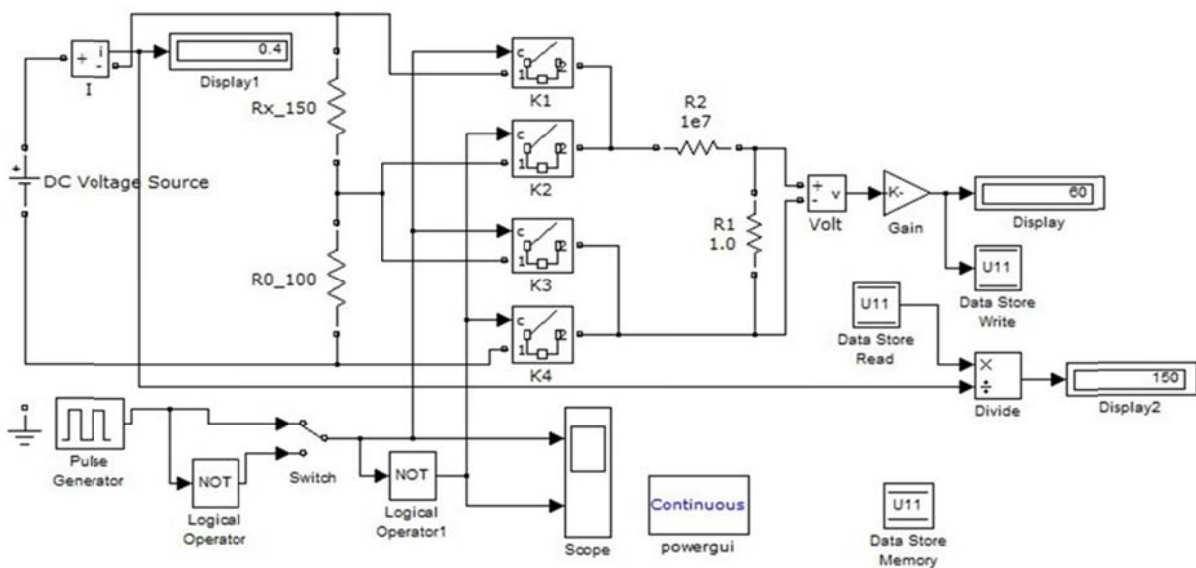 +
-
i
I
0.4
Display1
Rx_150
c
1
2
K1
c
1
2
K2
R2
1e7
+
DC Voltage Source
+
-
v
Volt
-K-
Gain
60
Display
R1
1.0
U11
Data Store
Write
R0_100
c
1
2
K3
c
1
2
K4
U11
Data Store
Read
×
÷
Divide
150
Display2
Pulse
Generator
NOT
Logical
Operator
Switch
NOT
Logical
Operator1
Scope
Continuous
powergui
U11
Data Store
Memory